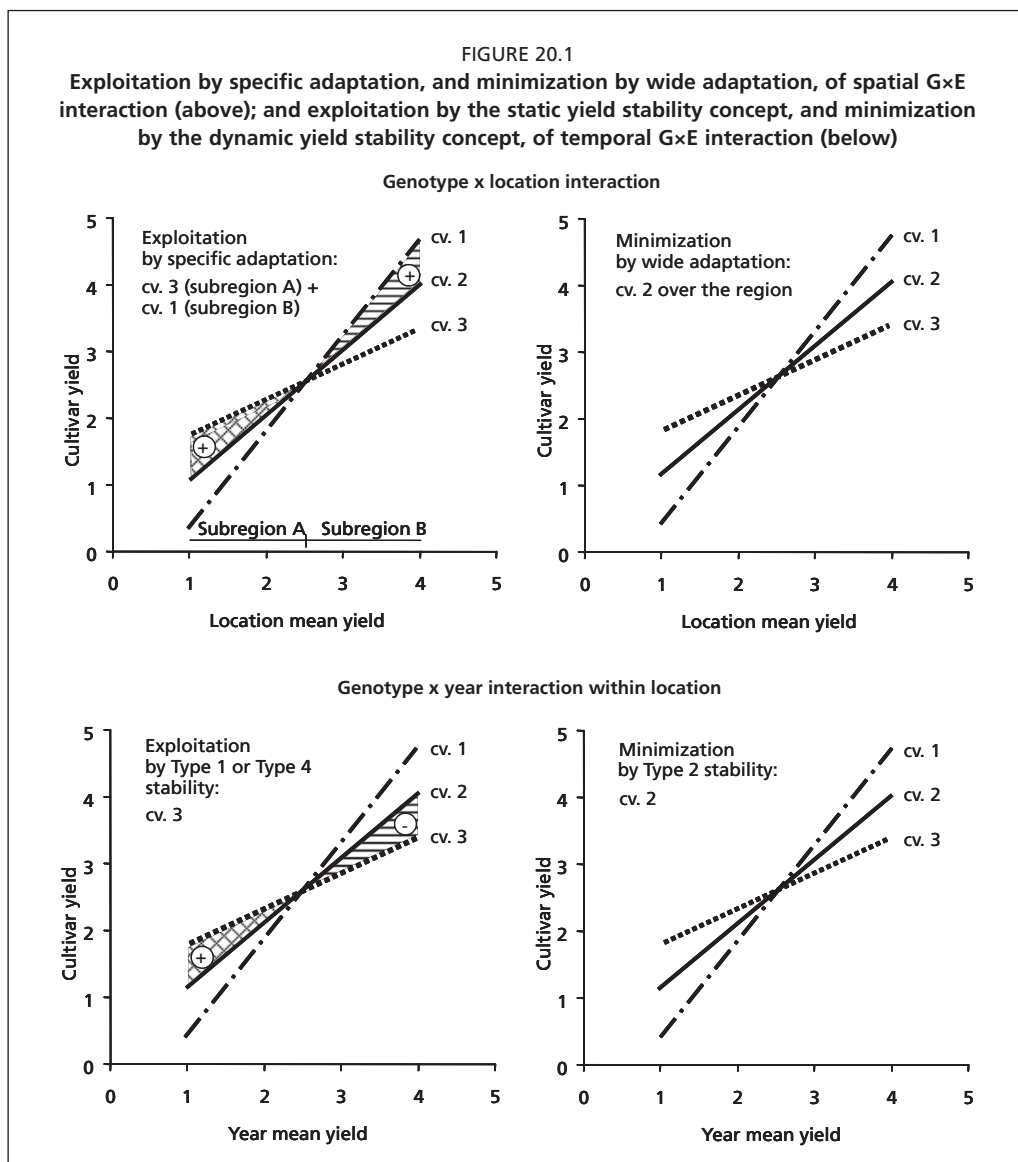 FIGURE 20.1
Exploitation by specific adaptation, and minimization by wide adaptation, of spatial G×E
interaction (above); and exploitation by the static yield stability concept, and minimization
by the dynamic yield stability concept, of temporal G×E interaction (below)
Genotype x location interaction
5
4
3
2
1
0
Cultivar yield
Exploitation
by specific adaptation:
cv. 3 (subregion A) +
cv. 1 (subregion B)
cv. 1
cv. 2
cv. 3
+
+
Subregion A Subregion B
0 1 2 3 4 5
Location mean yield
5
4
3
2
1
0
Cultivar yield
Minimization
by wide adaptation:
cv. 2 over the region
cv. 1
cv. 2
cv. 3
0 1 2 3 4 5
Location mean yield
Genotype x year interaction within location
5
4
3
2
1
0
Cultivar yield
Exploitation
by Type 1 or Type 4
stability:
cv. 3
cv. 1
cv. 2
cv. 3
+
-
0 1 2 3 4 5
Year mean yield
5
4
3
2
1
0
Cultivar yield
Minimization
by Type 2 stability:
cv. 2
cv. 1
cv. 2
cv. 3
0 1 2 3 4 5
Year mean yield